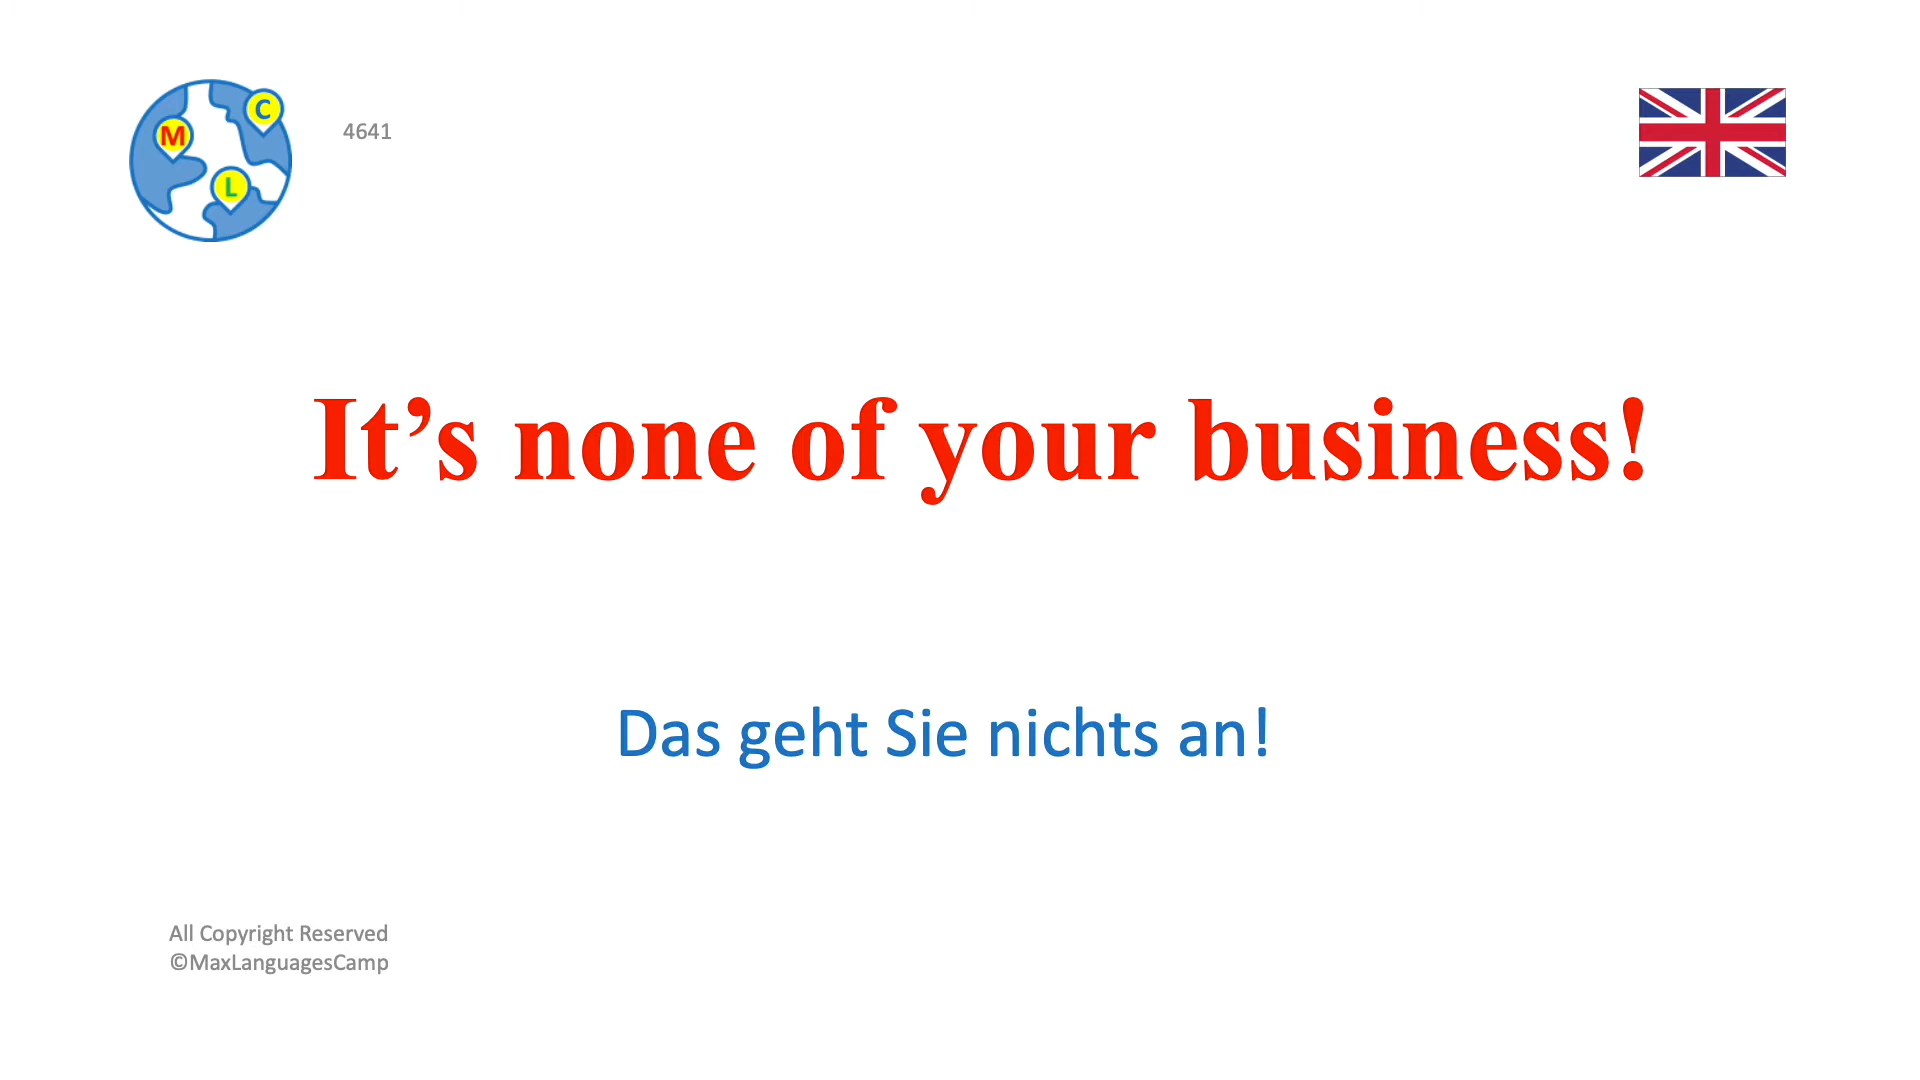 C
M
L
4641
It’s none of your business!
Das geht Sie nichts an!
All Copyright Reserved
©MaxLanguagesCamp